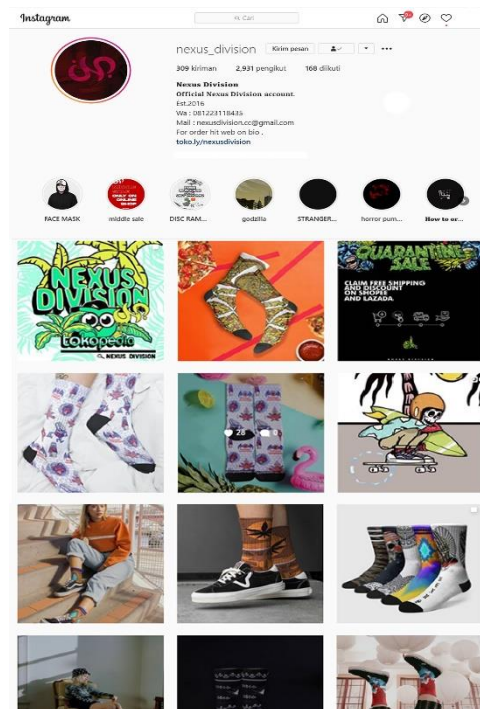 Instagram
Cari
nexus_division Kirim pesan
309 kiriman 2,931 pengikut 168 diikuti
Nexus Division
Official Nexus Division account.
Est.2016
Wa : 081223118435
Mail : nexusdivision.cc@gmail.com
For order hit web on bio .
toko.ly/nexusdivision
FACE MASK middle sale DISC RAM... godzilla STRANGER... horror pum... How to or...
NEXUS
DIVISION
tokopedia
NEXUS DIVISION
QUARANTINE
SALE
CLAIM FREE SHIPPING
AND DISCOUNT
ON SHOPEE
AND LAZADA
28